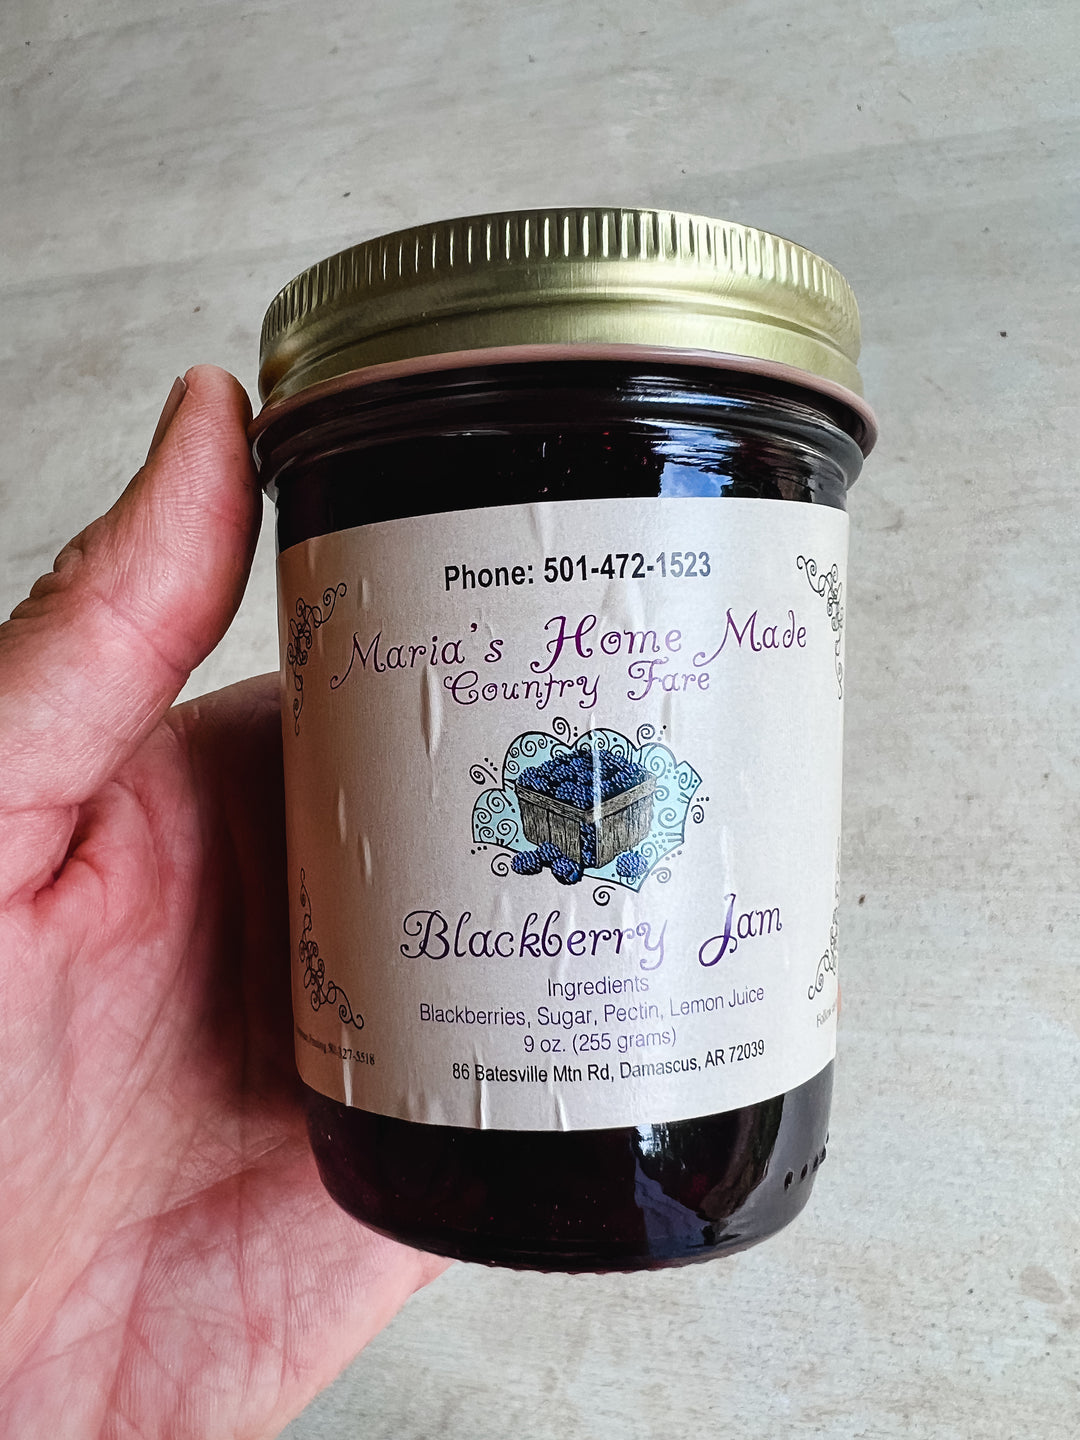 Phone: 501-472-1523
Maria's Home Made
Country Fare
Blackberry Jam
Ingredients
Blackberries, Sugar, Pectin, Lemon Juice
9 oz. (255 grams)
86 Batesville Mtn Rd, Damascus, AR 72039
Follow